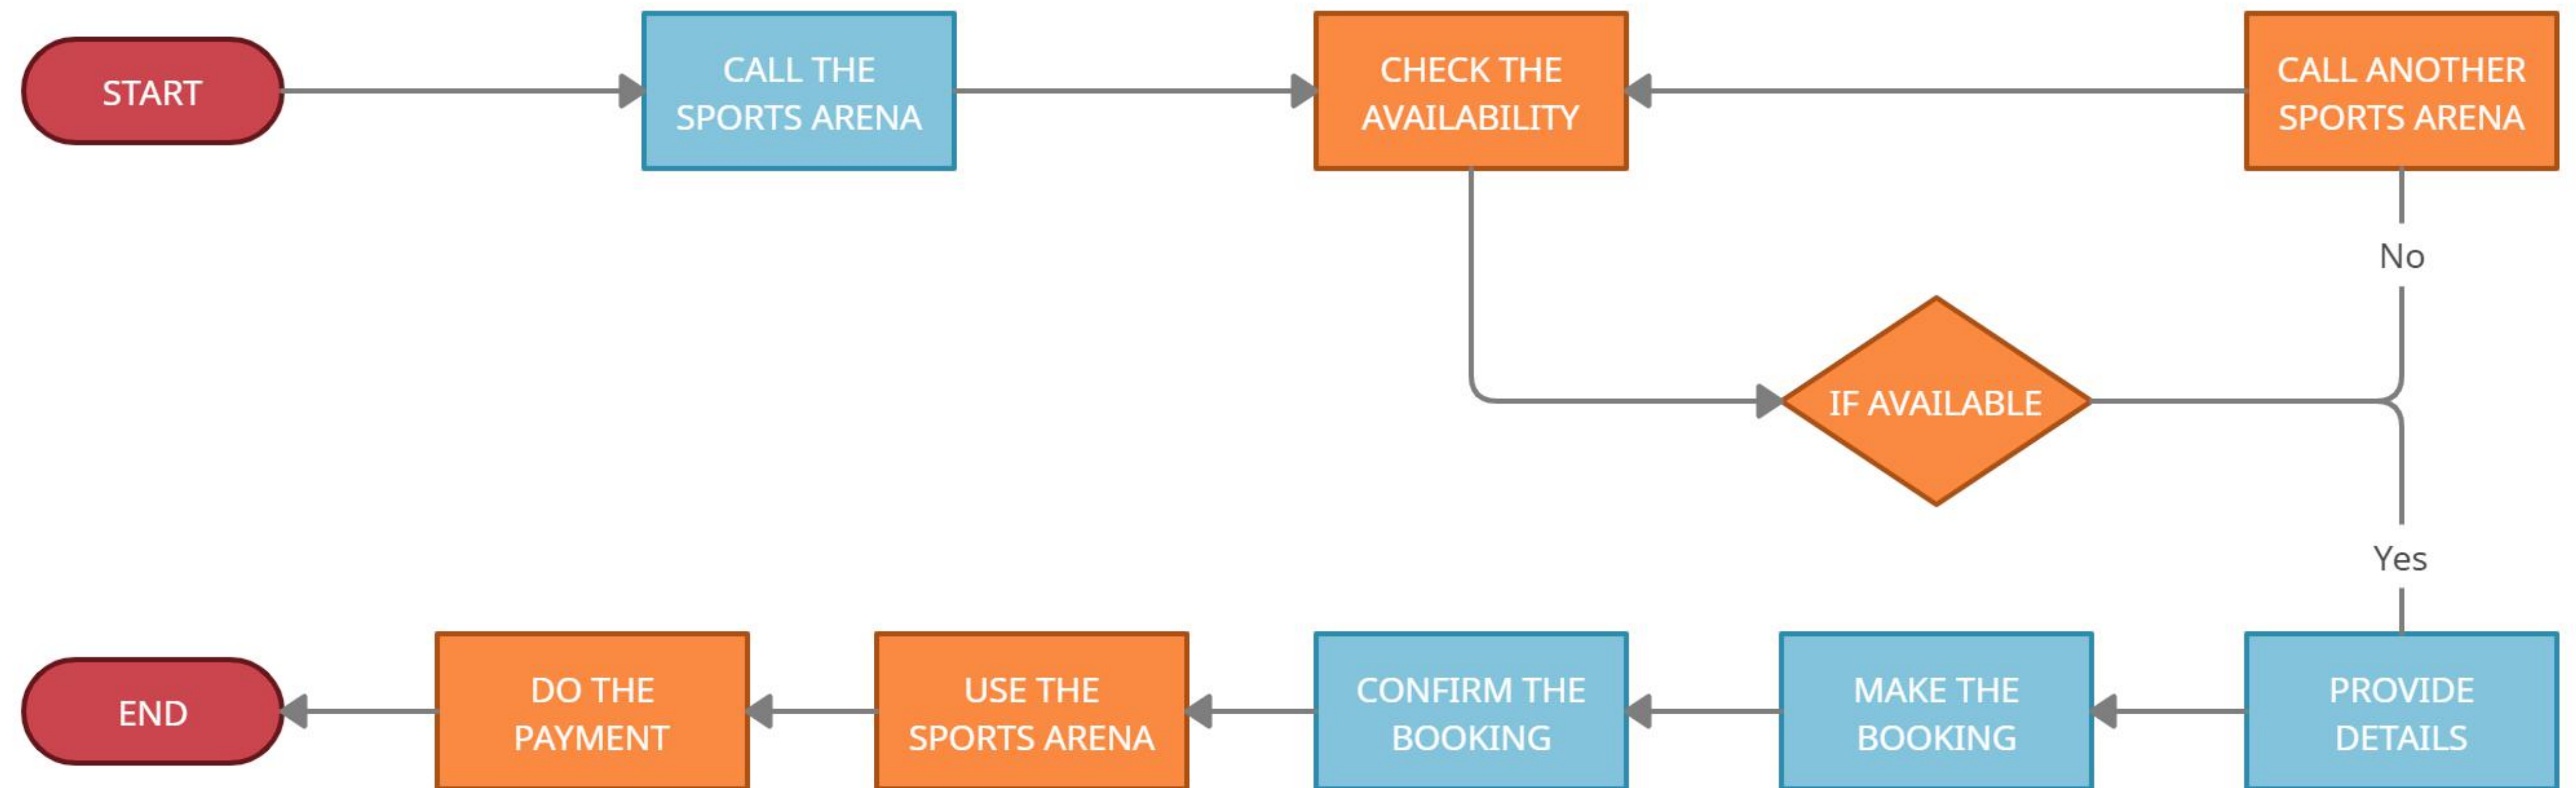 START
CALL THE
SPORTS ARENA
CHECK THE
AVAILABILITY
CALL ANOTHER
SPORTS ARENA
No
IF AVAILABLE
Yes
END
DO THE
PAYMENT
USE THE
SPORTS ARENA
CONFIRM THE
BOOKING
MAKE THE
BOOKING
PROVIDE
DETAILS